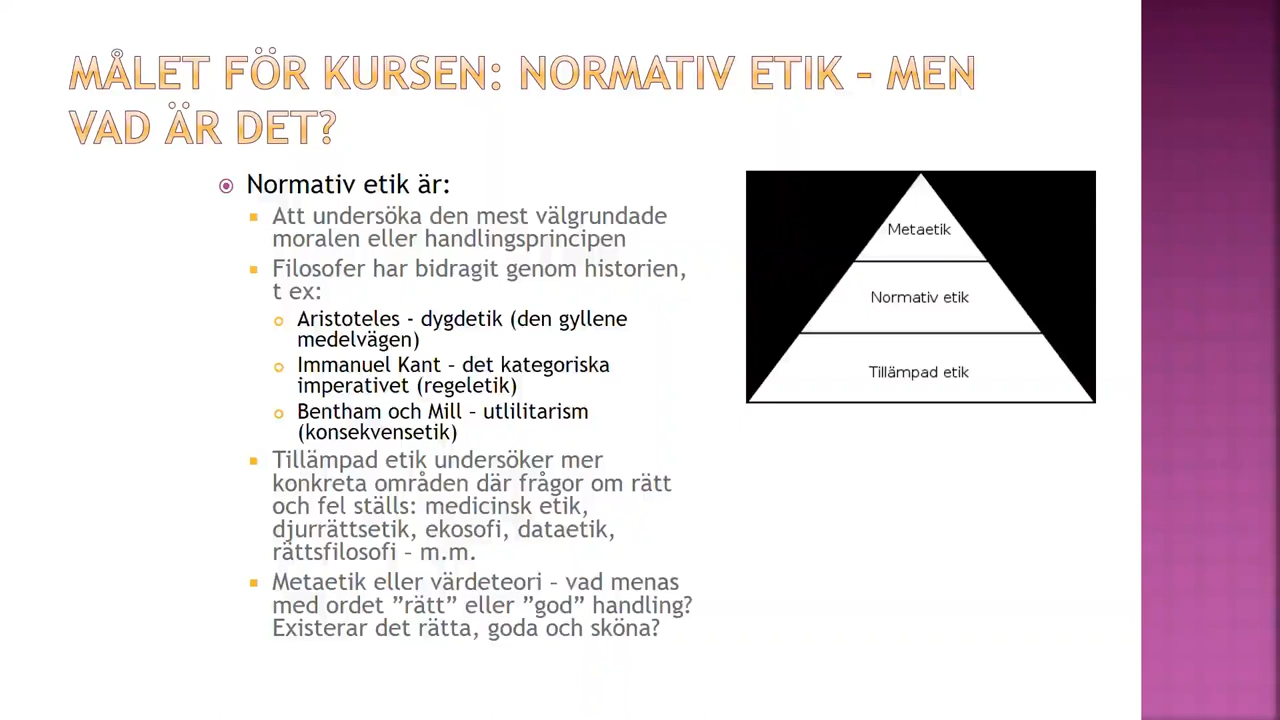 MÅLET FÖR KURSEN: NORMATIV ETIK – MEN
VAD ÄR DET?
Normativ etik är:
Att undersöka den mest välgrundade
moralen eller handlingsprincipen
Filosofer har bidragit genom historien,
t ex:
Aristoteles - dygdetik (den gyllene
medelvägen)
Immanuel Kant – det kategoriska
imperativet (regeletik)
Bentham och Mill – utlilitarism
(konsekvensetik)
Tillämpad etik undersöker mer
konkreta områden där frågor om rätt
och fel ställs: medicinsk etik,
djurrättsetik, ekosofi, dataetik,
rättsfilosofi – m.m.
Metaetik eller värdeteori – vad menas
med ordet ”rätt” eller ”god” handling?
Existerar det rätta, goda och sköna?
Metaetik
Normativ etik
Tillämpad etik